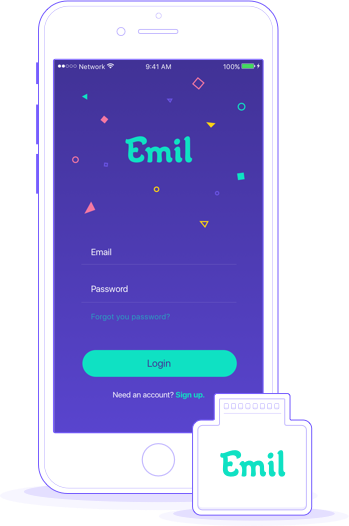 Network 9:41 AM 100%
Emil
Email
Password
Forgot you password?
Login
Need an account? Sign up.
Emil